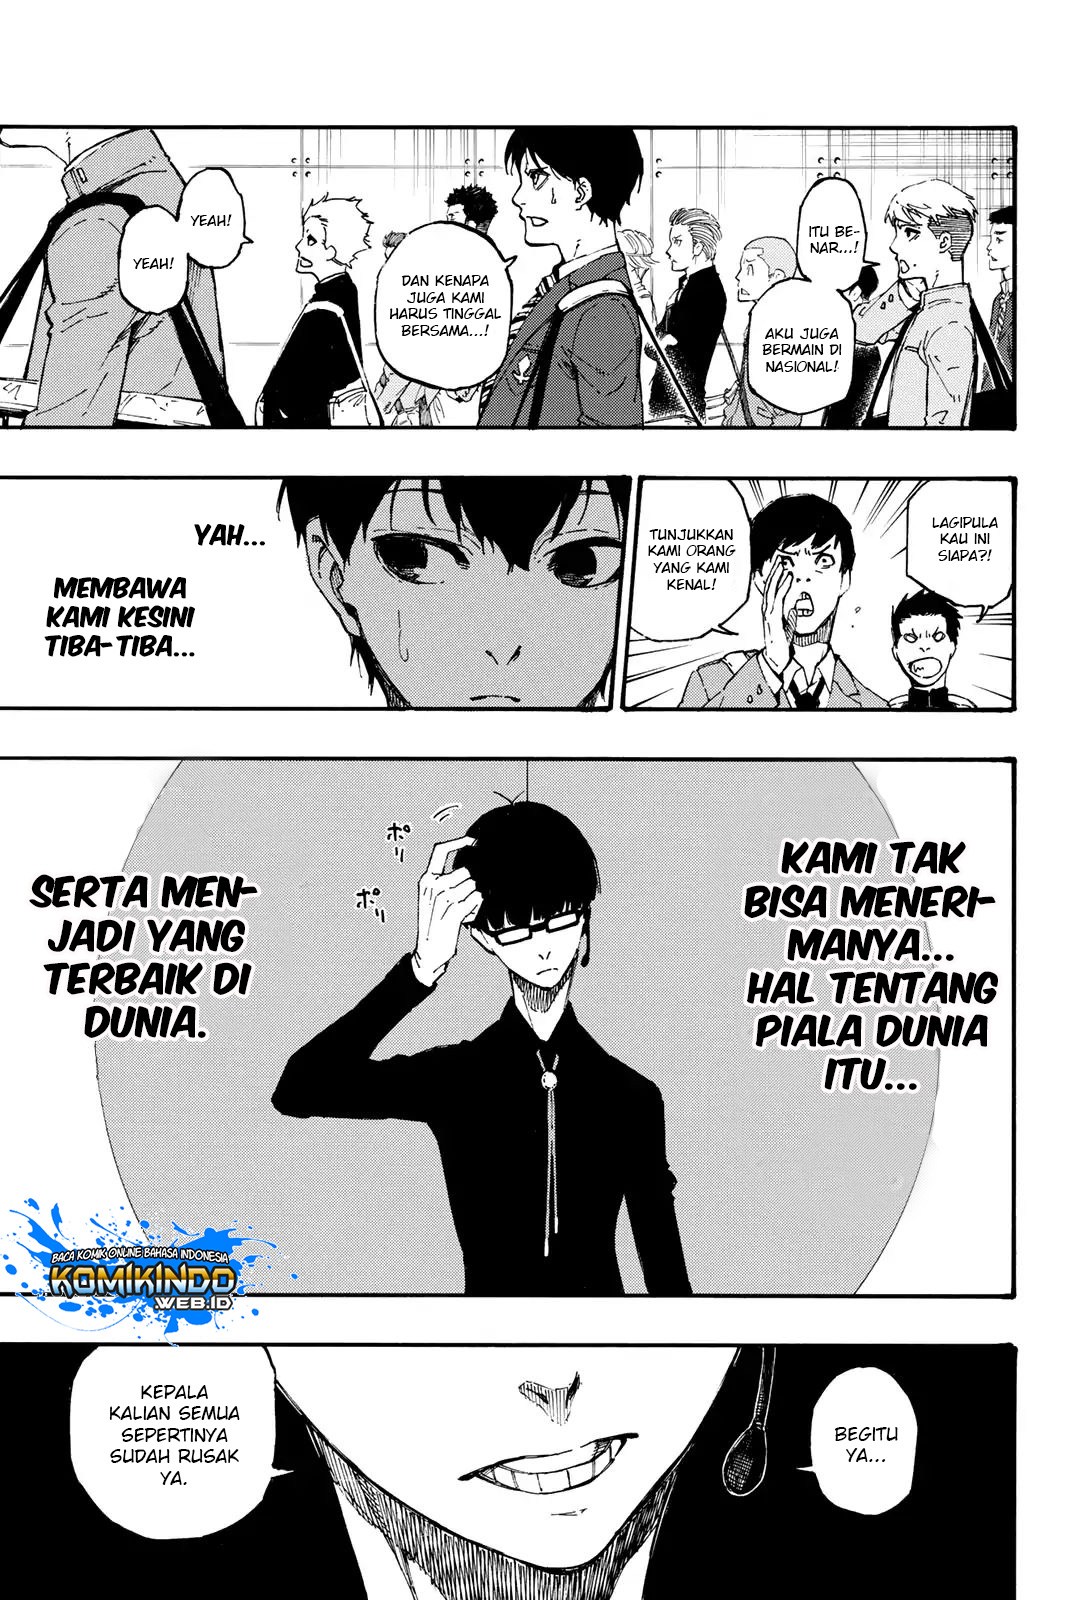 ITU BE-
NAR...!
AKU JUGA
BERMAIN DI
NASIONAL!
DAN KENAPA
JUGA KAMI
HARUS TINGGAL
BERSAMA...!
YEAH!
YEAH!
LAGIPULA
KAU INI
SIAPA?!
TUNJUKKAN
KAMI ORANG
YANG KAMI
KENAL!
YAH...
MEMBAWA
KAMI KESINI
TIBA-TIBA...
KAMI TAK
BISA MENERI-
MANYA...
HAL TENTANG
PIALA DUNIA
ITU...
ポリ
ポリ
SERTA MEN-
JADI YANG
TERBAIK DI
DUNIA.
BACA KOMIK ONLINE BAHASA INDONESIA
KOMIKINDO
.WEB.ID
BEGITU
YA...
KEPALA
KALIAN SEMUA
SEPERTINYA
SUDAH RUSAK
YA.